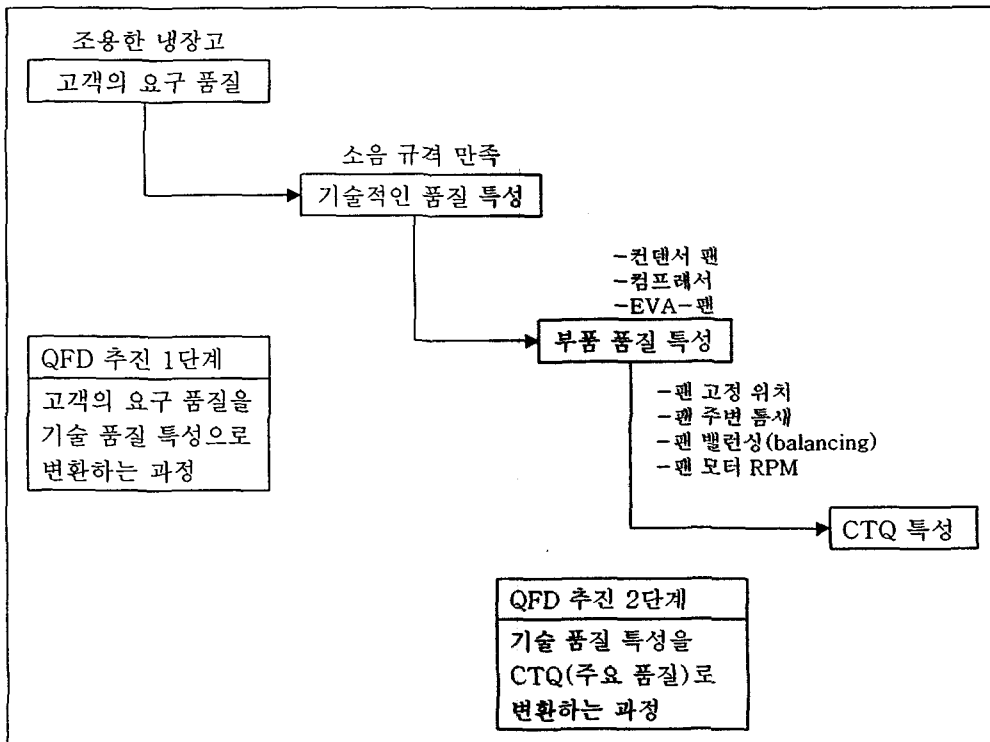 조용한 냉장고
고객의 요구 품질
소음 규격 만족
기술적인 품질 특성
-컨댄서 팬
-컴프레서
-EVA-팬
부품 품질 특성
QFD 추진 1단계
고객의 요구 품질을
기술 품질 특성으로
변환하는 과정
-팬 고정 위치
-팬 주변 틈새
-팬 밸런싱(balancing)
-팬 모터 RPM
CTQ 특성
QFD 추진 2단계
기술 품질 특성을
CTQ(주요 품질)로
변환하는 과정